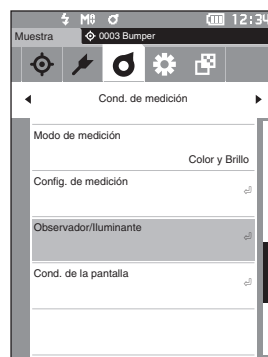 M 12:34
Muestra 0003 Bumper
Cond. de medición
Modo de medición
Color y Brillo
Config. de medición
Observador/Iluminante
Cond. de la pantalla